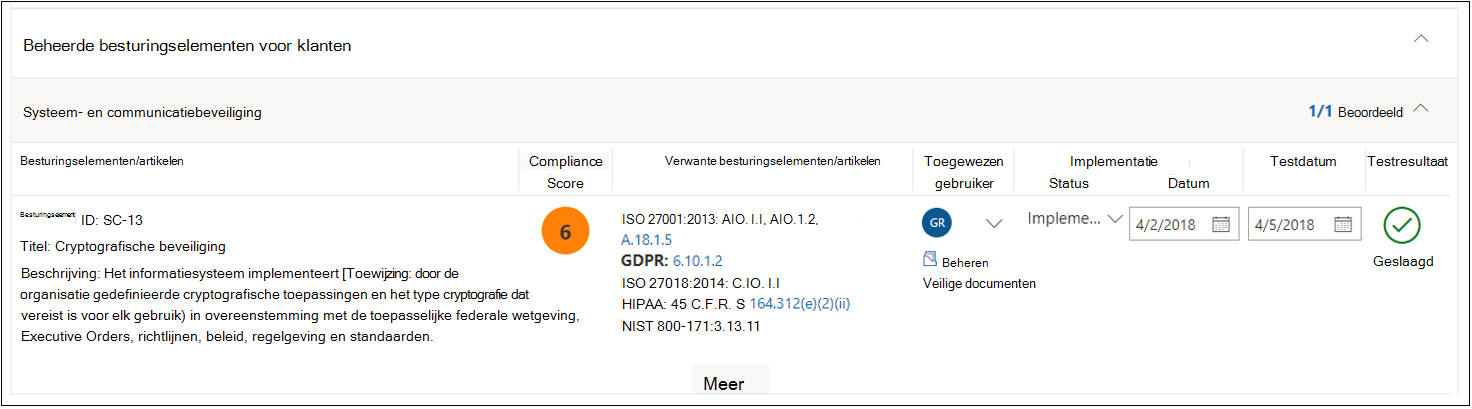 Beheerde besturingselementen voor klanten
Systeem- en communicatiebeveiliging
1/1 Beoordeeld
Besturingselementen/artikelen
Compliance
Score
Verwante besturingselementen/artikelen
Toegewezen
gebruiker
Implementatie
Status
Datum
Testdatum
Testresultaat
Besturingselement ID: SC-13
Titel: Cryptografische beveiliging
Beschrijving: Het informatiesysteem implementeert [Toewijzing: door de
organisatie gedefinieerde cryptografische toepassingen en het type cryptografie dat
vereist is voor elk gebruik) in overeenstemming met de toepasselijke federale wetgeving,
Executive Orders, richtlijnen, beleid, regelgeving en standaarden.
6
ISO 27001:2013: AIO. I.I, AIO.1.2,
A.18.1.5
GDPR: 6.10.1.2
ISO 27018:2014: C.IO. I.I
HIPAA: 45 C.F.R. S 164.312(e)(2)(ii)
NIST 800-171:3.13.11
GR
Beheren
Veilige documenten
Impleme...
4/2/2018
4/5/2018
Geslaagd
Meer